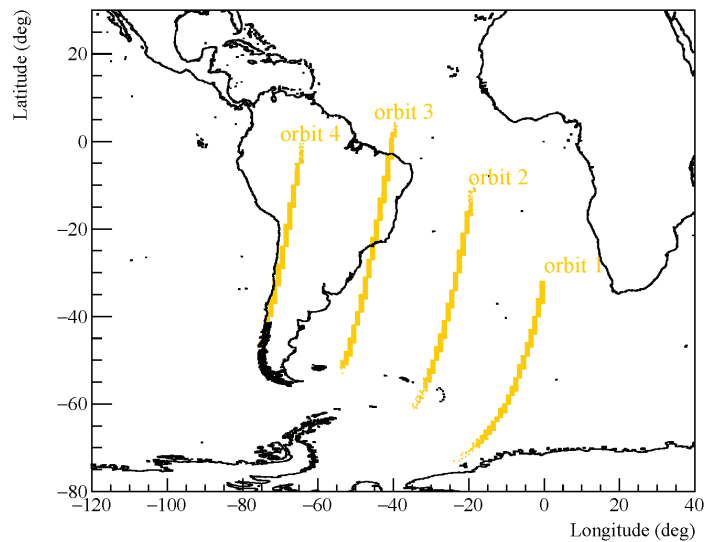 Latitude (deg)
20
0
−20
−40
−60
−80
orbit 3
orbit 4
orbit 2
orbit 1
−120 −100 −80 −60 −40 −20 0 20 40
Longitude (deg)